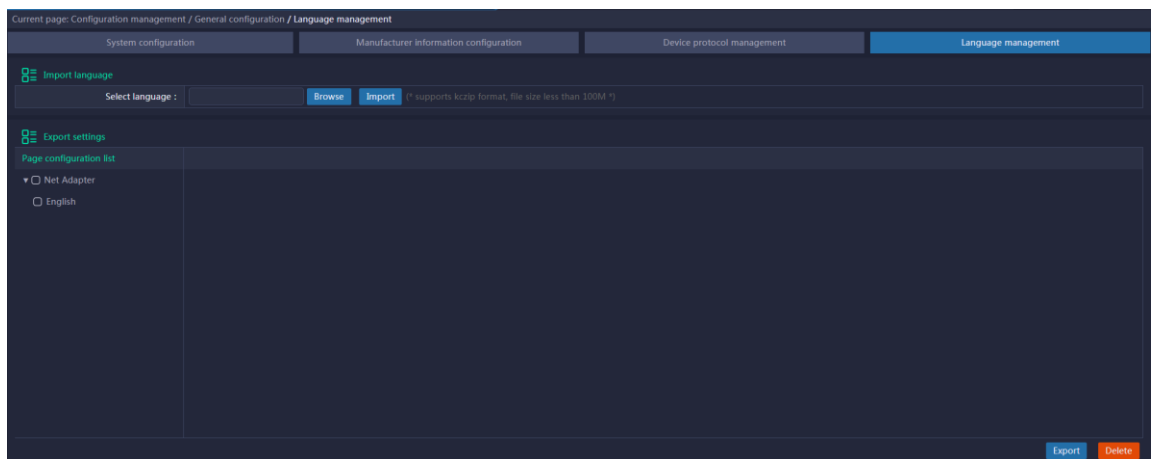 Current page: Configuration management / General configuration / Language management
System configuration
Manufacturer information configuration
Device protocol management
Language management
Import language
Select language :
Browse
Import
(* supports kczip format, file size less than 100M *)
Export settings
Page configuration list
Net Adapter
English
Export
Delete